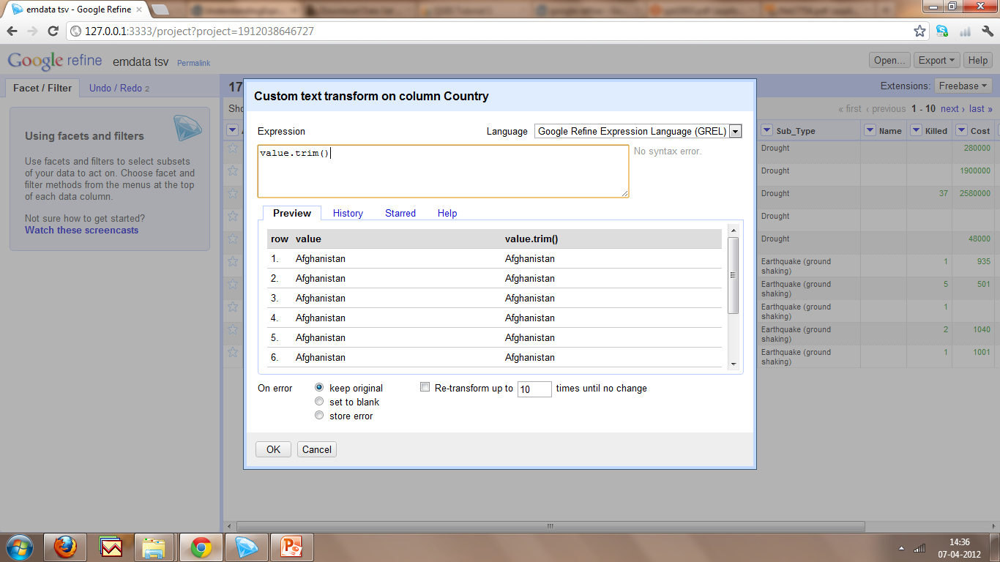 emdata tsv - Google Refine
127.0.0.1:3333/project?project=1912038646727
Google refine emdata tsv Permalink
Open... Export Help
Facet / Filter Undo / Redo 2
Using facets and filters
Use facets and filters to select subsets
of your data to act on. Choose facet and
filter methods from the menus at the top
of each data column.
Not sure how to get started?
Watch these screencasts
17
Extensions: Freebase
Sho
« first ‹ previous 1 - 10 next › last »
Sub_Type Name Killed Cost
Drought 280000
Drought 1900000
Drought 37 2580000
Drought
Drought 48000
Earthquake (ground 1 935
shaking)
Earthquake (ground 5 501
shaking)
Earthquake (ground 1
shaking)
Earthquake (ground 2 1040
shaking)
Earthquake (ground 1 1001
shaking)
Custom text transform on column Country
Expression Language Google Refine Expression Language (GREL)
value.trim() No syntax error.
Preview History Starred Help
row value value.trim()
1. Afghanistan Afghanistan
2. Afghanistan Afghanistan
3. Afghanistan Afghanistan
4. Afghanistan Afghanistan
5. Afghanistan Afghanistan
6. Afghanistan Afghanistan
On error keep original Re-transform up to 10 times until no change
set to blank
store error
OK Cancel
14:36
07-04-2012